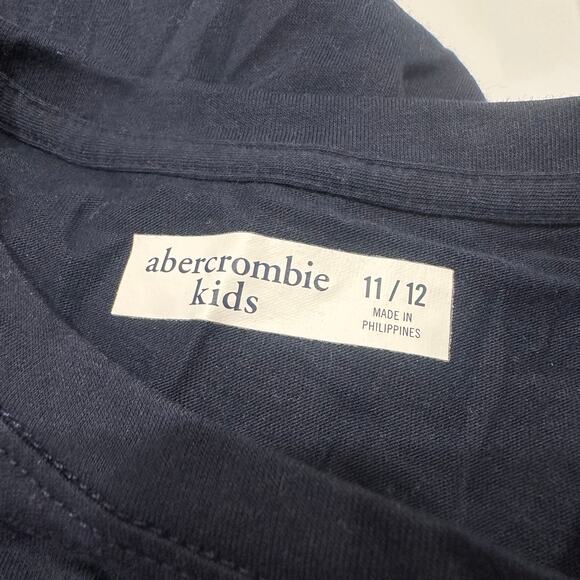 abercrombie
kids
11 / 12
MADE IN
PHILIPPINES